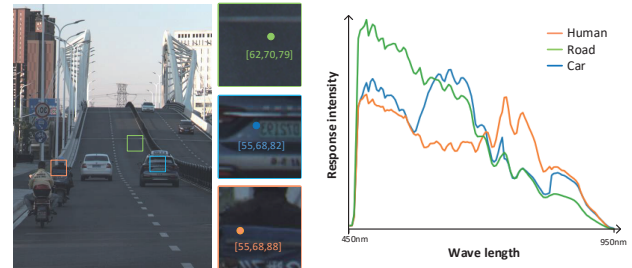 [62,70,79]
[55,68,82]
[55,68,88]
Response intensity
Human
Road
Car
450nm
950nm
Wave length